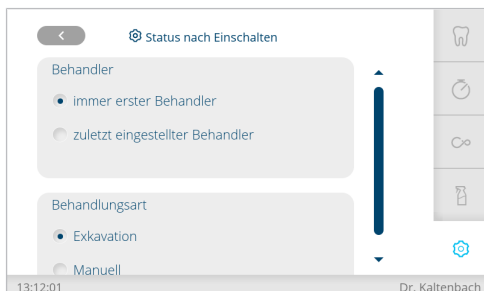 Status nach Einschalten
Behandler
immer erster Behandler
zuletzt eingestellter Behandler
Behandlungsart
Exkavation
Manuell
13:12:01
Dr. Kaltenbach